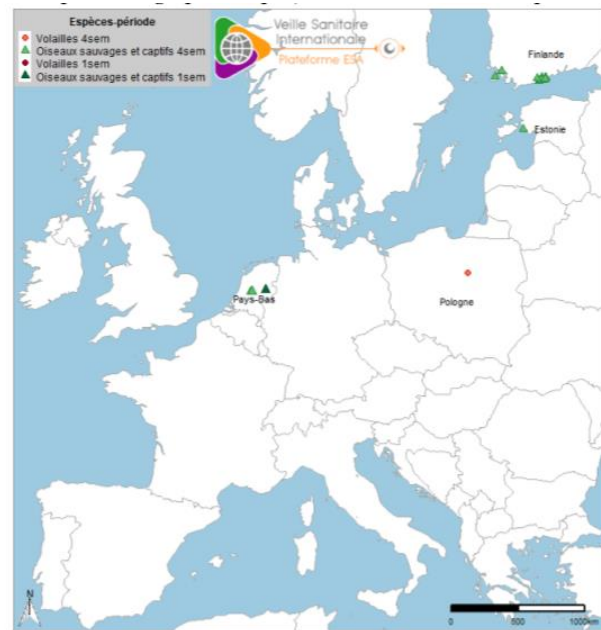 Espèces-période
Volailles 4sem
Oiseaux sauvages et captifs 4sem
Volailles 1sem
Oiseaux sauvages et captifs 1sem
Veille Sanitaire
Internationale
Plateforme ESA
Finlande
Estonie
Pays-Bas
Pologne
N
0 500 1000km